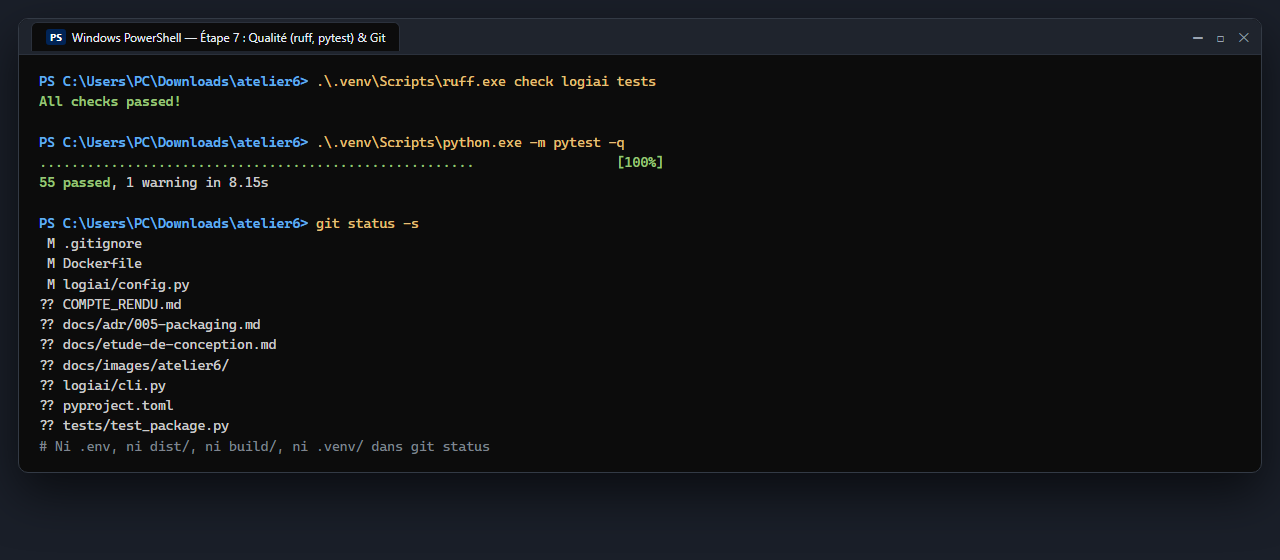 PS Windows PowerShell — Étape 7 : Qualité (ruff, pytest) & Git
PS C:\Users\PC\Downloads\atelier6> .\.venv\Scripts\ruff.exe check logiai tests
All checks passed!
PS C:\Users\PC\Downloads\atelier6> .\.venv\Scripts\python.exe -m pytest -q
....................................................... [100%]
55 passed, 1 warning in 8.15s
PS C:\Users\PC\Downloads\atelier6> git status -s
 M .gitignore
 M Dockerfile
 M logiai/config.py
?? COMPTE_RENDU.md
?? docs/adr/005-packaging.md
?? docs/etude-de-conception.md
?? docs/images/atelier6/
?? logiai/cli.py
?? pyproject.toml
?? tests/test_package.py
# Ni .env, ni dist/, ni build/, ni .venv/ dans git status